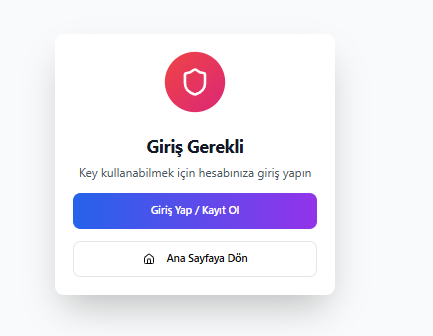 Giriş Gerekli
Key kullanabilmek için hesabınıza giriş yapın
Giriş Yap / Kayıt Ol
Ana Sayfaya Dön